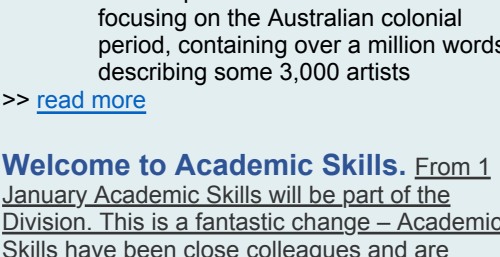 focusing on the Australian colonial
period, containing over a million words
describing some 3,000 artists
>> read more
Welcome to Academic Skills. From 1
January Academic Skills will be part of the
Division. This is a fantastic change – Academic
Skills have been close colleagues and are